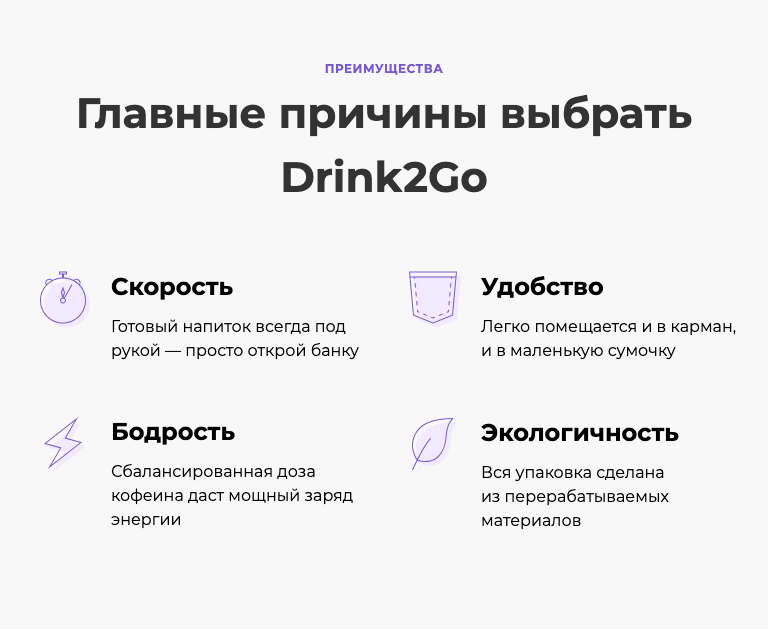 ПРЕИМУЩЕСТВА
Главные причины выбрать
Drink2Go
Скорость
Готовый напиток всегда под
рукой — просто открой банку
Удобство
Легко помещается и в карман,
и в маленькую сумочку
Бодрость
Сбалансированная доза
кофеина даст мощный заряд
энергии
Экологичность
Вся упаковка сделана
из перерабатываемых
материалов